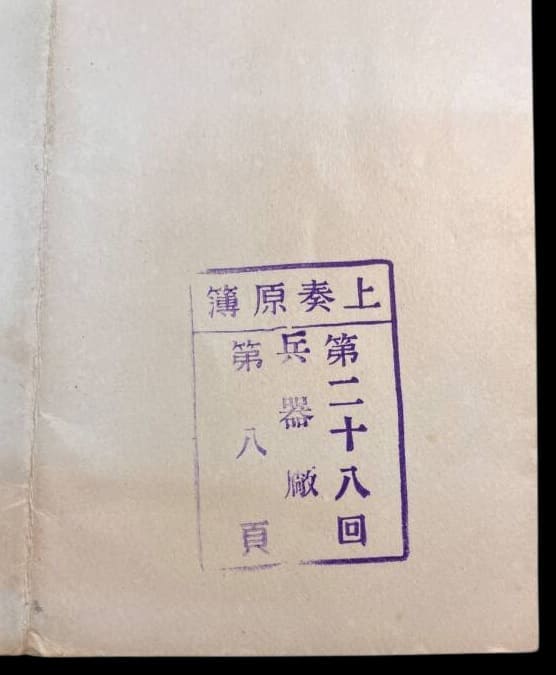 上奏原簿
第二十八回
兵器廠
第八頁